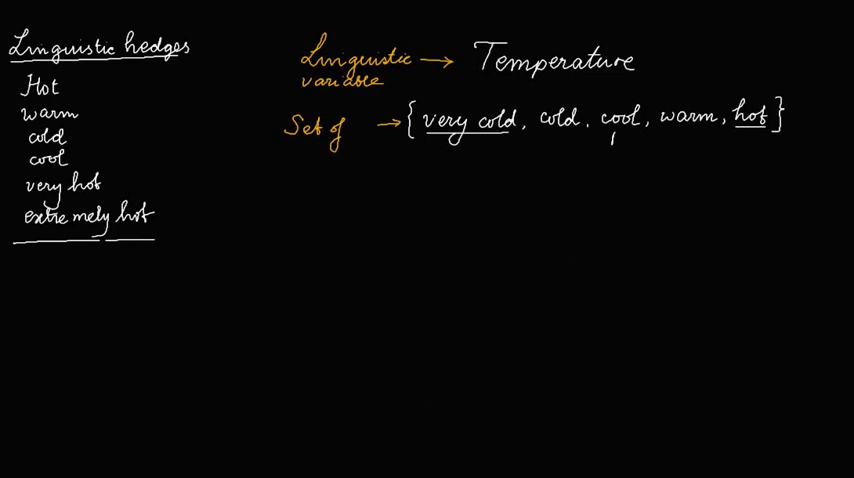 Linguistic hedges
Hot
warm
cold
cool
very hot
extremely hot
Linguistic variable → Temperature
Set of → { very cold, cold, cool, warm, hot }